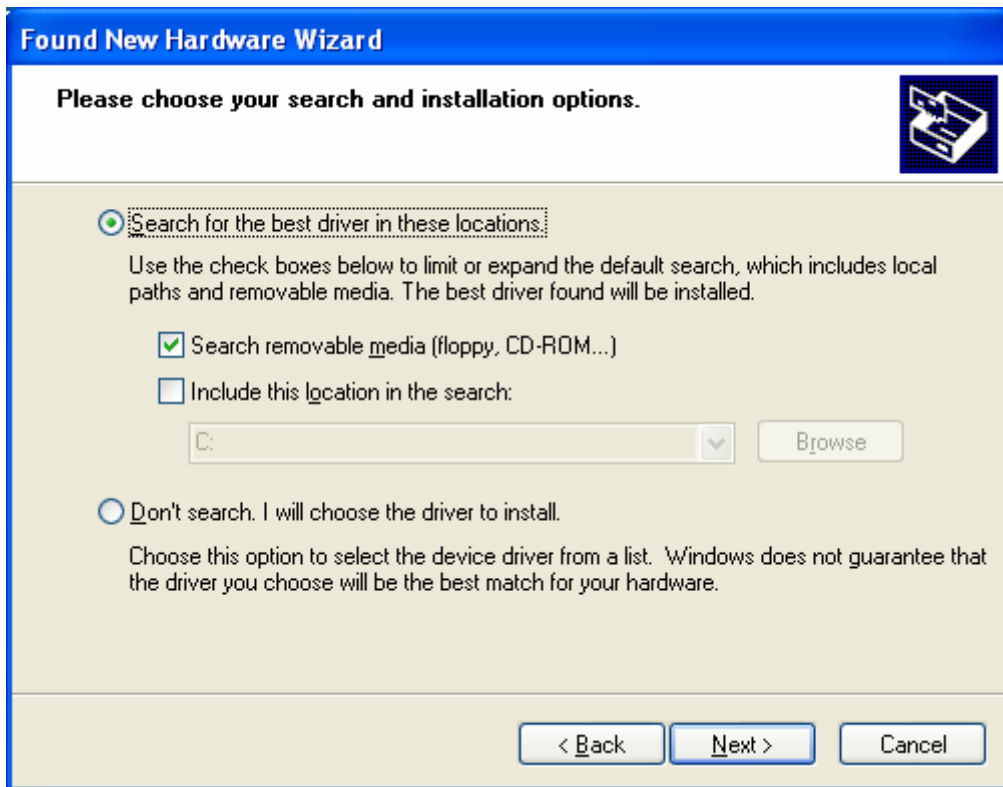 Found New Hardware Wizard
Please choose your search and installation options.
Search for the best driver in these locations.
Use the check boxes below to limit or expand the default search, which includes local
paths and removable media. The best driver found will be installed.
Search removable media (floppy, CD-ROM...)
Include this location in the search:
C:
Browse
Don't search. I will choose the driver to install.
Choose this option to select the device driver from a list.  Windows does not guarantee that
the driver you choose will be the best match for your hardware.
< Back
Next >
Cancel